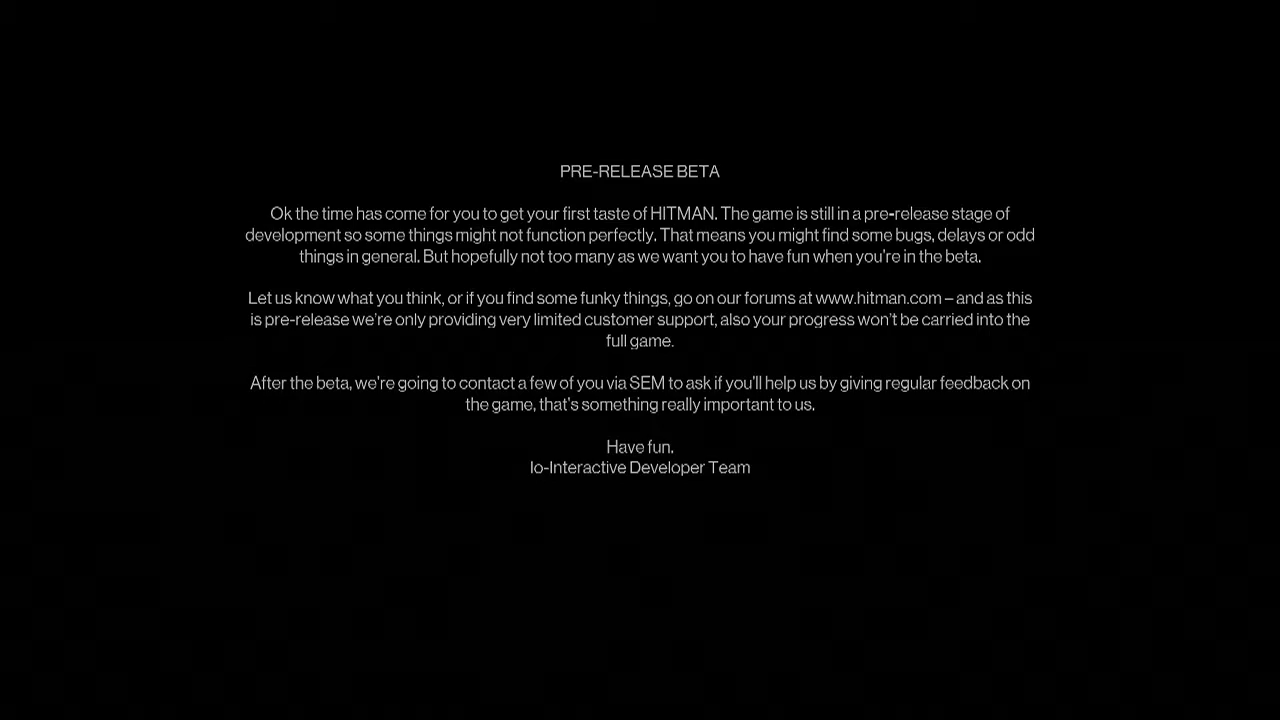 PRE-RELEASE BETA
Ok the time has come for you to get your first taste of HITMAN. The game is still in a pre-release stage of
development so some things might not function perfectly. That means you might find some bugs, delays or odd
things in general. But hopefully not too many as we want you to have fun when you're in the beta.
Let us know what you think, or if you find some funky things, go on our forums at www.hitman.com – and as this
is pre-release we're only providing very limited customer support, also your progress won't be carried into the
full game.
After the beta, we're going to contact a few of you via SEM to ask if you'll help us by giving regular feedback on
the game, that's something really important to us.
Have fun.
Io-Interactive Developer Team